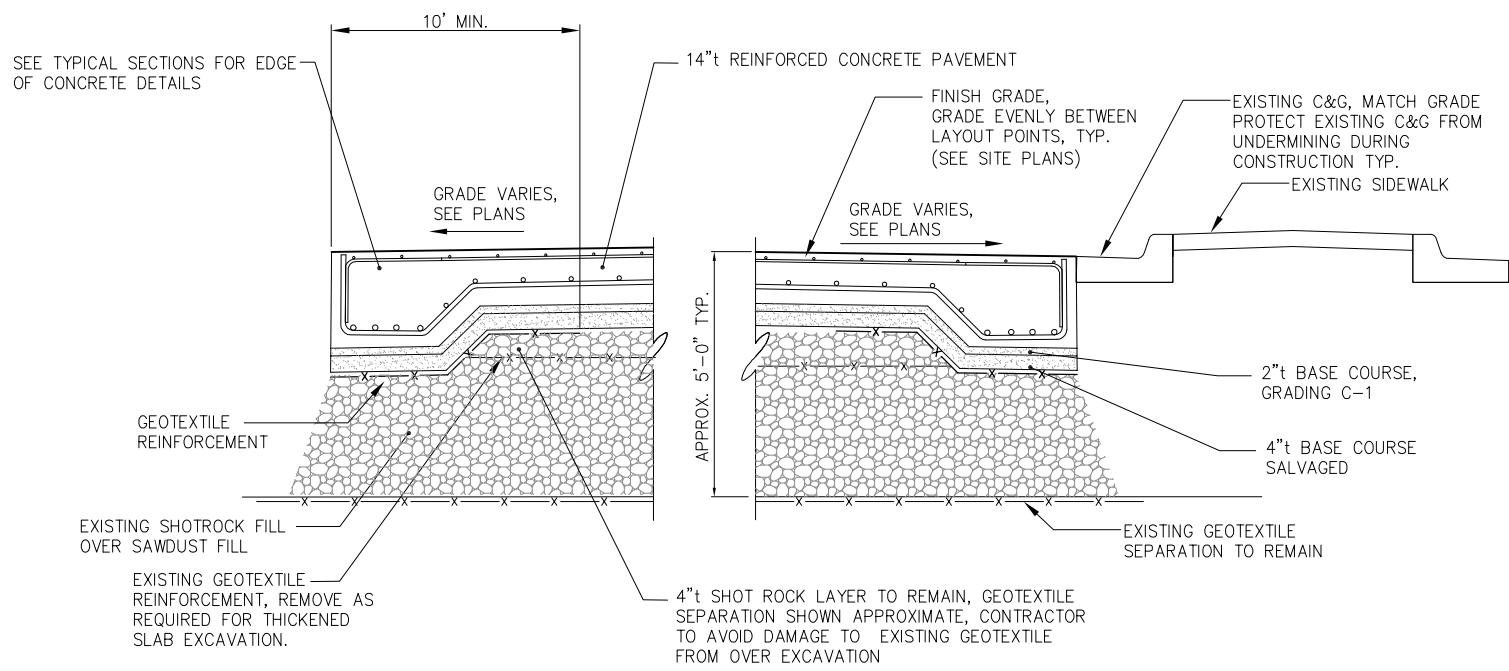 10' MIN.
SEE TYPICAL SECTIONS FOR EDGE
OF CONCRETE DETAILS
14"t REINFORCED CONCRETE PAVEMENT
FINISH GRADE,
GRADE EVENLY BETWEEN
LAYOUT POINTS, TYP.
(SEE SITE PLANS)
EXISTING C&G, MATCH GRADE
PROTECT EXISTING C&G FROM
UNDERMINING DURING
CONSTRUCTION TYP.
EXISTING SIDEWALK
GRADE VARIES,
SEE PLANS
GRADE VARIES,
SEE PLANS
APPROX. 5'-0" TYP.
2"t BASE COURSE,
GRADING C-1
GEOTEXTILE
REINFORCEMENT
4"t BASE COURSE
SALVAGED
EXISTING SHOTROCK FILL
OVER SAWDUST FILL
EXISTING GEOTEXTILE
SEPARATION TO REMAIN
EXISTING GEOTEXTILE
REINFORCEMENT, REMOVE AS
REQUIRED FOR THICKENED
SLAB EXCAVATION.
4"t SHOT ROCK LAYER TO REMAIN, GEOTEXTILE
SEPARATION SHOWN APPROXIMATE, CONTRACTOR
TO AVOID DAMAGE TO EXISTING GEOTEXTILE
FROM OVER EXCAVATION